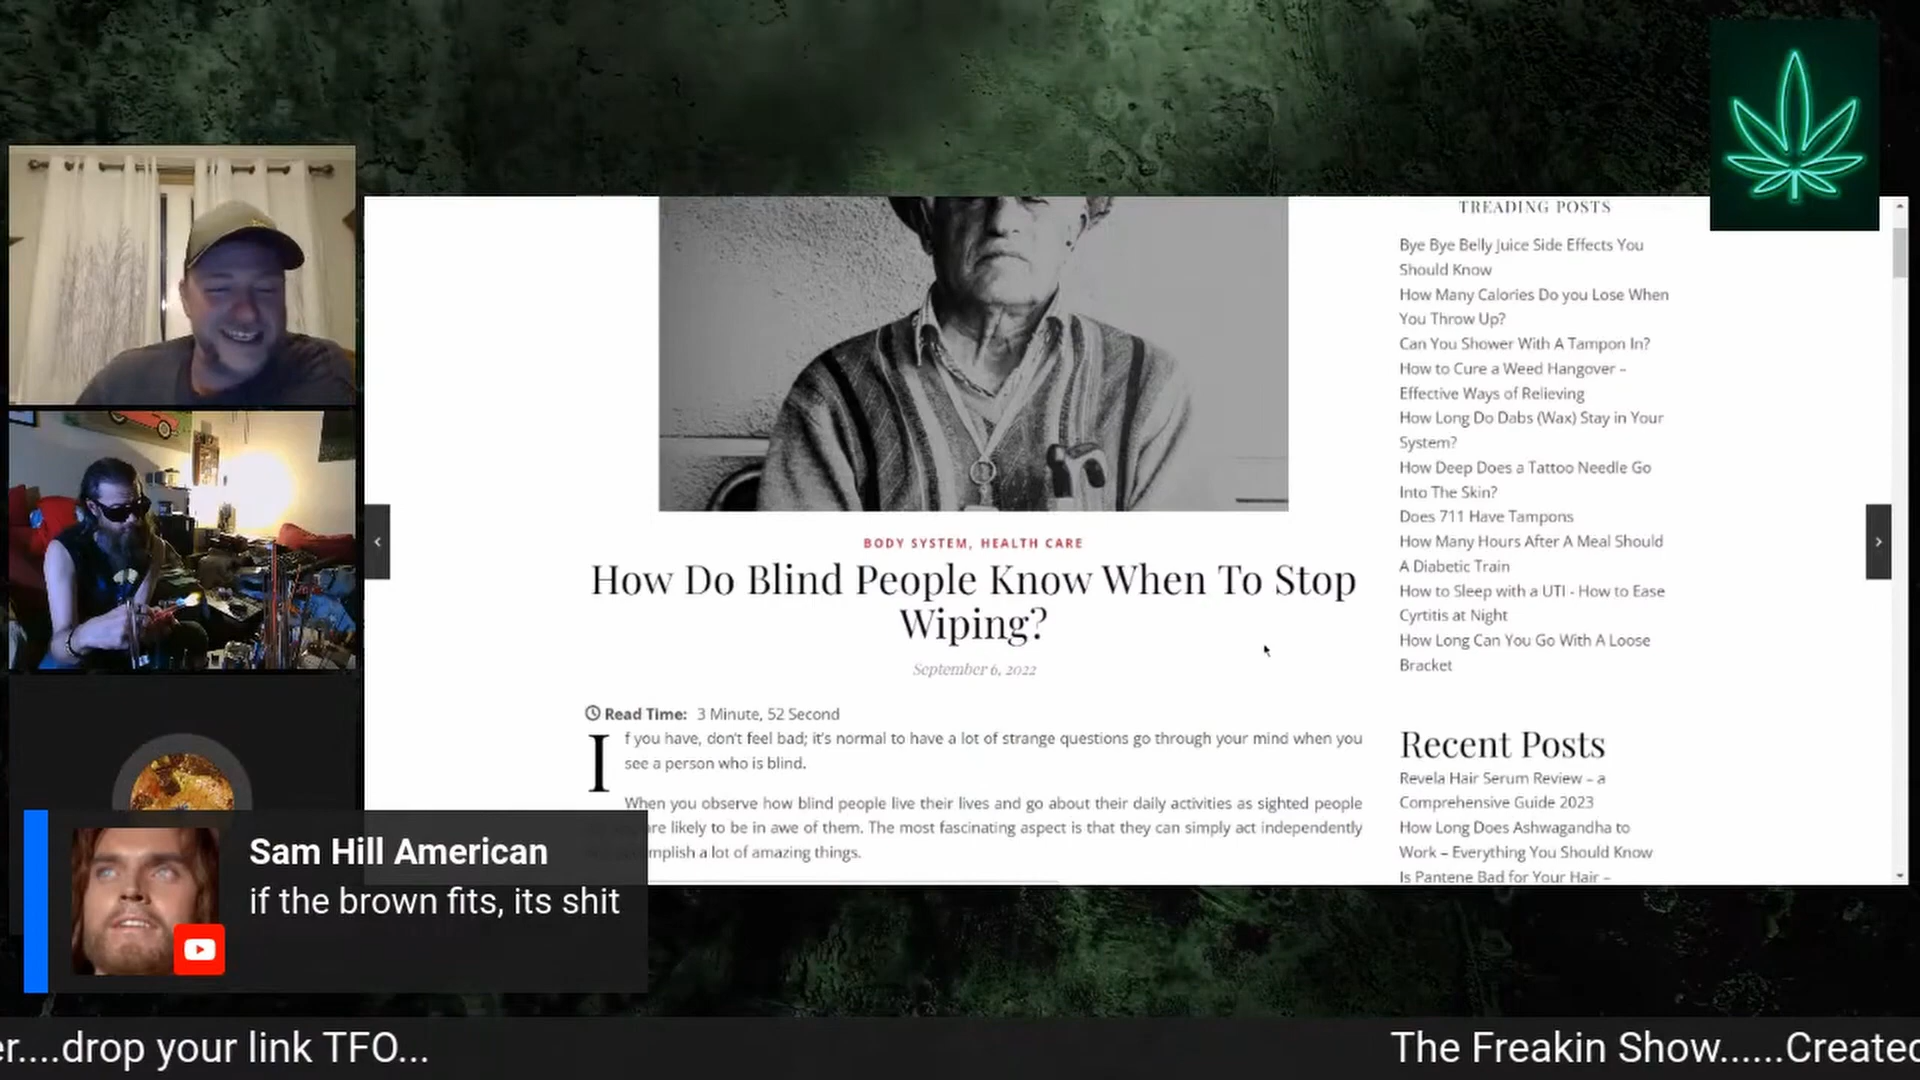 TREADING POSTS
Bye Bye Belly Juice Side Effects You
Should Know
How Many Calories Do you Lose When
You Throw Up?
Can You Shower With A Tampon In?
How to Cure a Weed Hangover –
Effective Ways of Relieving
How Long Do Dabs (Wax) Stay in Your
System?
How Deep Does a Tattoo Needle Go
Into The Skin?
Does 711 Have Tampons
How Many Hours After A Meal Should
A Diabetic Train
How to Sleep with a UTI - How to Ease
Cyrtitis at Night
How Long Can You Go With A Loose
Bracket
BODY SYSTEM, HEALTH CARE
How Do Blind People Know When To Stop
Wiping?
September 6, 2022
Read Time: 3 Minute, 52 Second
If you have, don't feel bad; it's normal to have a lot of strange questions go through your mind when you
see a person who is blind.
When you observe how blind people live their lives and go about their daily activities as sighted people
are likely to be in awe of them. The most fascinating aspect is that they can simply act independently
mplish a lot of amazing things.
Recent Posts
Revela Hair Serum Review – a
Comprehensive Guide 2023
How Long Does Ashwagandha to
Work – Everything You Should Know
Is Pantene Bad for Your Hair –
Sam Hill American
if the brown fits, its shit
er....drop your link TFO...
The Freakin Show......Created